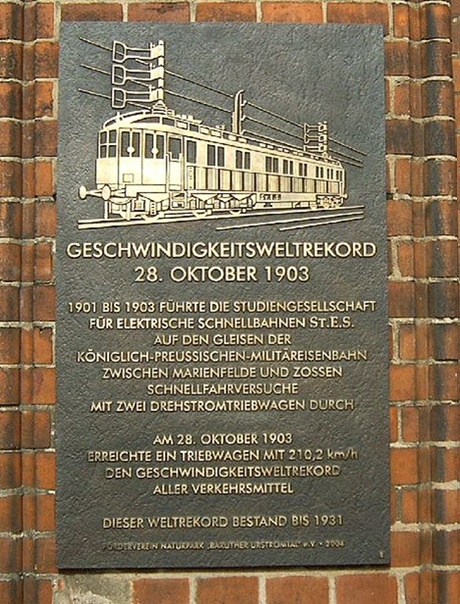 GESCHWINDIGKEITSWELTREKORD
28. OKTOBER 1903
1901 BIS 1903 FÜHRTE DIE STUDIENGESELLSCHAFT
FÜR ELEKTRISCHE SCHNELLBAHNEN ST.E.S.
AUF DEN GLEISEN DER
KÖNIGLICH-PREUSSISCHEN-MILITÄREISENBAHN
ZWISCHEN MARIENFELDE UND ZOSSEN
SCHNELLFAHRVERSUCHE
MIT ZWEI DREHSTROMTRIEBWAGEN DURCH
AM 28. OKTOBER 1903
ERREICHTE EIN TRIEBWAGEN MIT 210,2 km/h
DEN GESCHWINDIGKEITSWELTREKORD
ALLER VERKEHRSMITTEL
DIESER WELTREKORD BESTAND BIS 1931
FÖRDERVEREIN NATURPARK „BARUTHER URSTROMTAL" e.V. • 2004